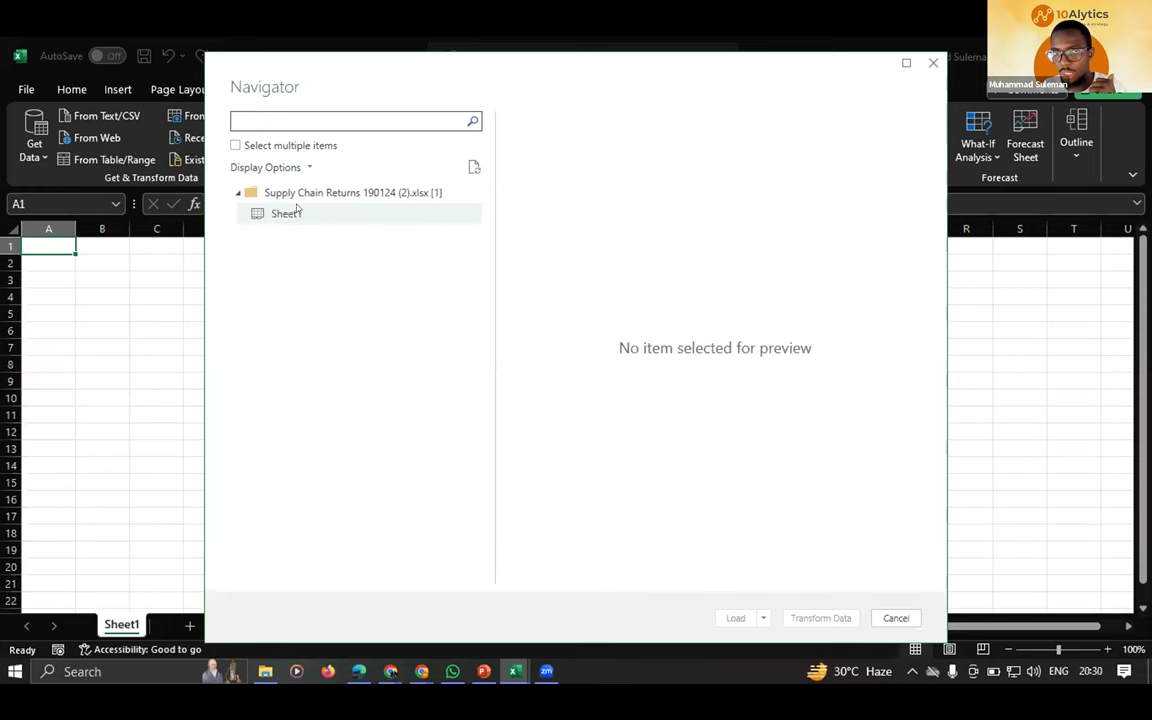 10Alytics
Muhammad Suleman
AutoSave Off
File Home Insert Page Layou
Navigator
Get
Data
From Text/CSV
From Web
From Table/Range
Fron
Rece
Exist
Get & Transform Data
What-If
Analysis
Forecast
Sheet
Outline
Forecast
A1
fx
Select multiple items
Display Options
Supply Chain Returns 190124 (2).xlsx [1]
Sheet1
No item selected for preview
A B C R S T U
1
2
3
4
5
6
7
8
9
10
11
12
13
14
15
16
17
18
19
20
21
22
Load Transform Data Cancel
Sheet1
Ready Accessibility: Good to go 100%
Search 30°C Haze ENG 20:30